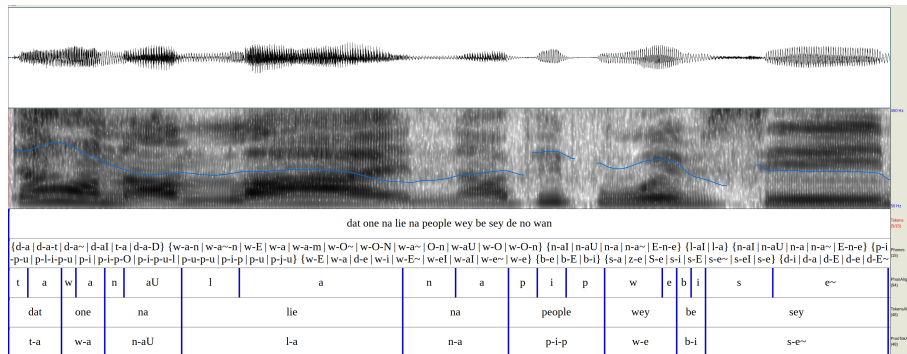 dat one na lie na people wey be sey de no wan
{d-a | d-a-t | d-a~ | d-aI | t-a | d-a-D} {w-a-n | w-a~-n | w-E | w-a | w-a-m | w-O~ | w-O-N | w-a~ | O-n | w-aU | w-O | w-O-n} {n-aI | n-aU | n-a | n-a~ | E-n-e} {l-aI | l-a} {n-aI | n-aU | n-a | n-a~ | E-n-e} {p-i
-p-u | p-l-i-p-u | p-i | p-i-p-O | p-i-p-u-l | p-u-p-u | p-i-p | p-u | p-j-u} {w-E | w-a | d-e | w-i | w-E~ | w-eI | w-aI | w-e~ | w-e} {b-e | b-E | b-i} {s-a | z-e | S-e | s-i | s-E | s-e~ | s-eI | s-e} {d-i | d-a | d-E | d-e | d-E~
t a w a n aU l a n a p i p w e b i s e~
dat one na lie na people wey be sey
t-a w-a n-aU l-a n-a p-i-p w-e b-i s-e~